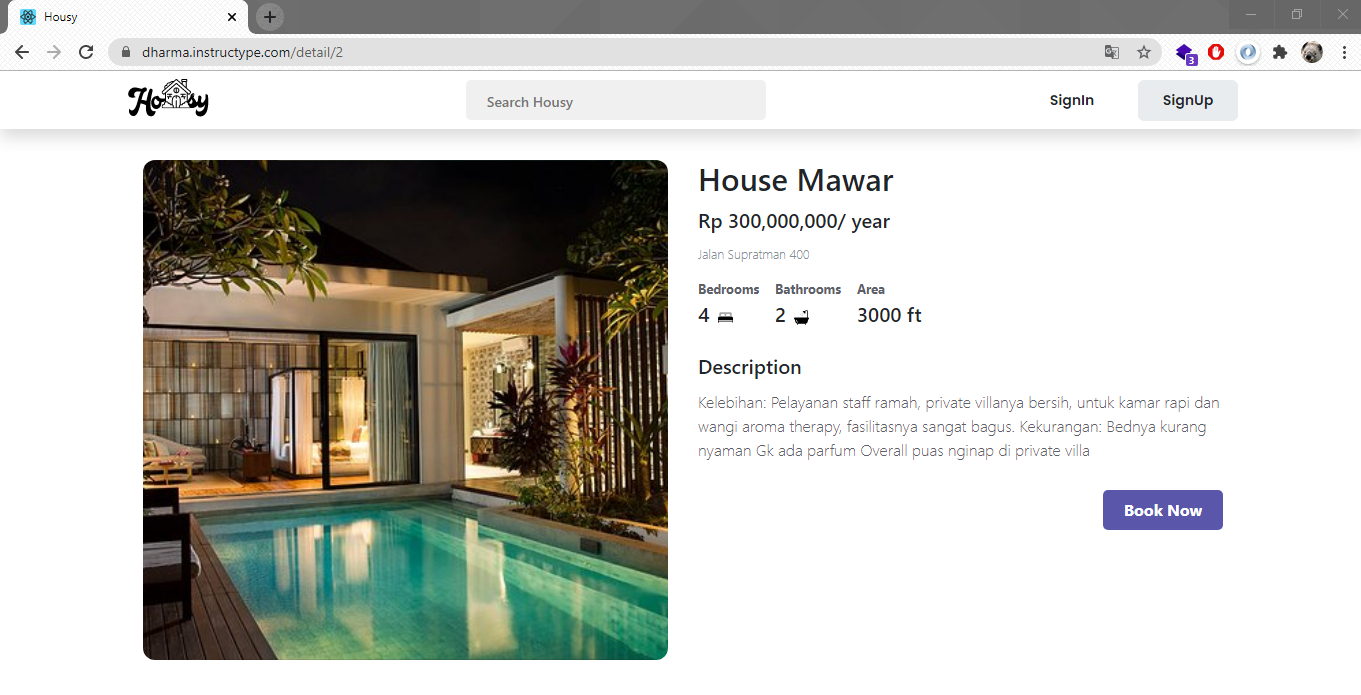 Housy
dharma.instructype.com/detail/2
3
Housy
Search Housy
SignIn
SignUp
House Mawar
Rp 300,000,000/ year
Jalan Supratman 400
Bedrooms Bathrooms Area
4 2 3000 ft
Description
Kelebihan: Pelayanan staff ramah, private villanya bersih, untuk kamar rapi dan
wangi aroma therapy, fasilitasnya sangat bagus. Kekurangan: Bednya kurang
nyaman Gk ada parfum Overall puas nginap di private villa
Book Now